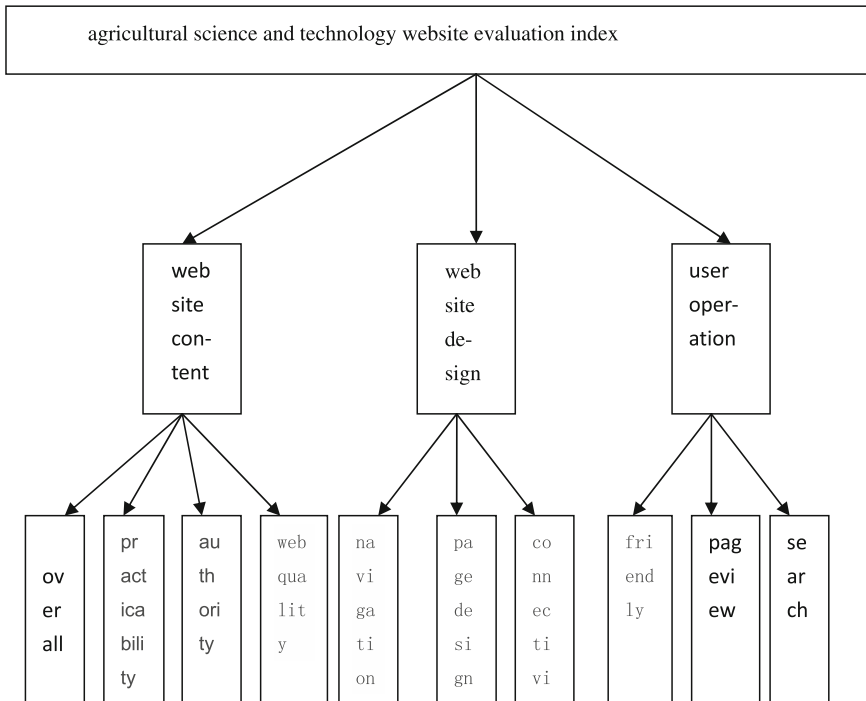 agricultural science and technology website evaluation index
web
site
con-
tent
web
site
de-
sign
user
oper-
ation
ov
er
all
pr
act
ica
bili
ty
au
th
ori
ty
web
qua
lit
y
na
vi
ga
ti
on
pa
ge
de
si
gn
co
nn
ec
ti
vi
fri
end
ly
pag
evi
ew
se
ar
ch